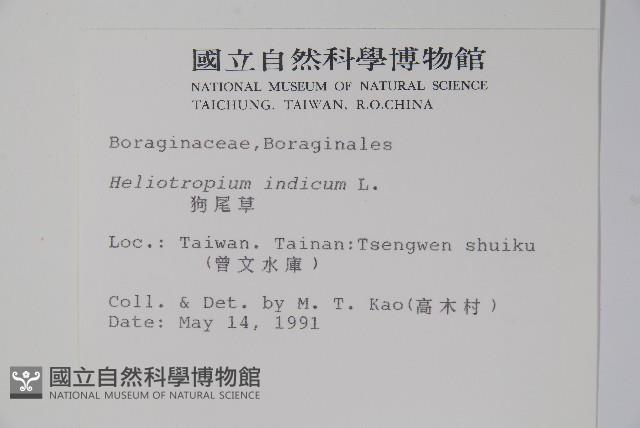 國立自然科學博物館
NATIONAL MUSEUM OF NATURAL SCIENCE
TAICHUNG, TAIWAN, R.O.CHINA
Boraginaceae,Boraginales
Heliotropium indicum L.
狗尾草
Loc.: Taiwan. Tainan:Tsengwen shuiku
(曾文水庫)
Coll. & Det. by M. T. Kao(高木村)
Date: May 14, 1991
國立自然科學博物館
NATIONAL MUSEUM OF NATURAL SCIENCE